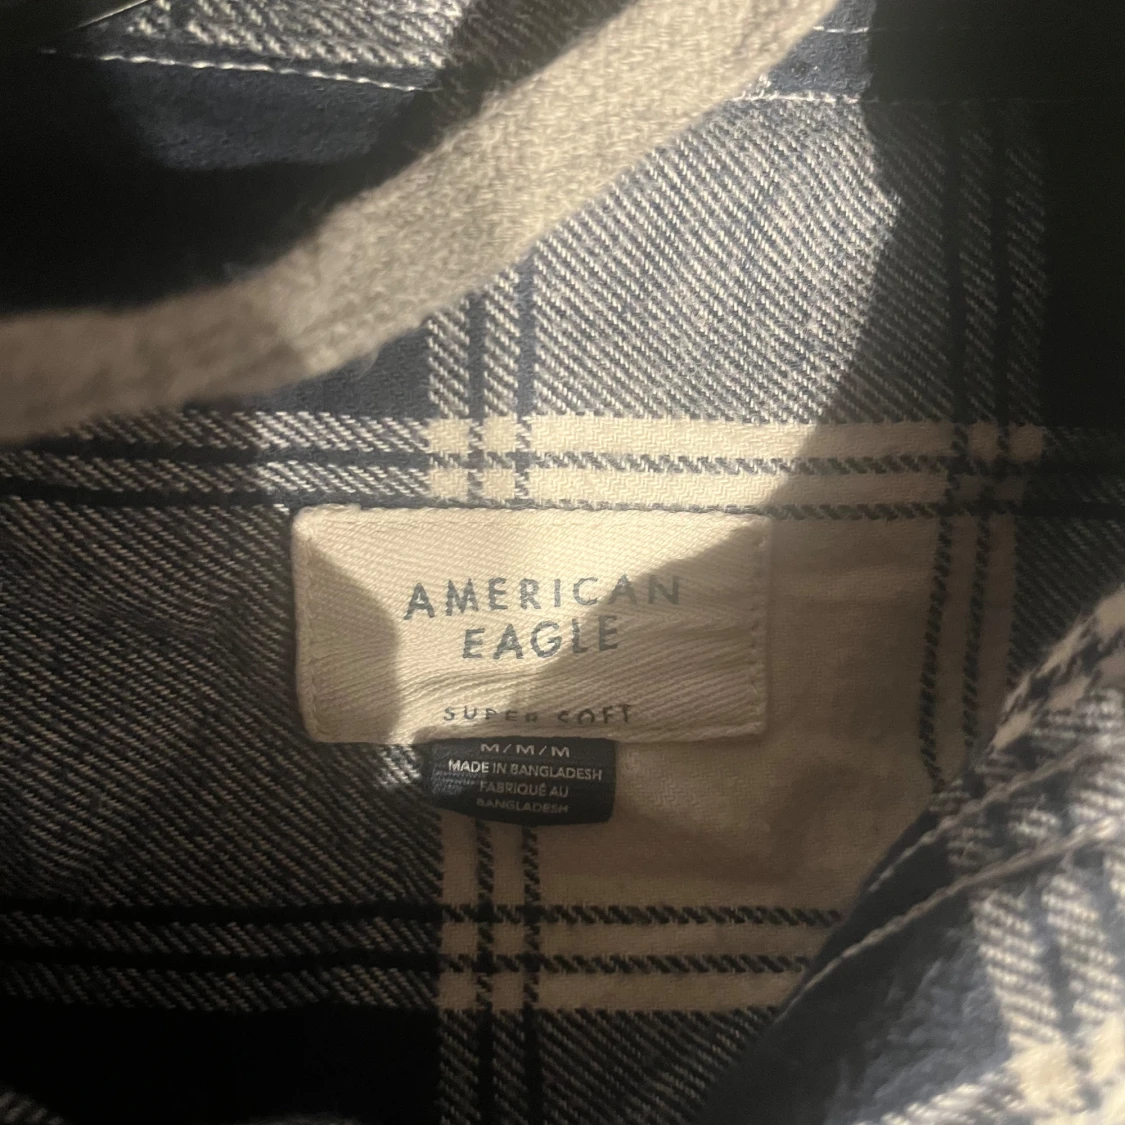 AMERICAN
EAGLE
SUPER SOFT
M/M/M
MADE IN BANGLADESH
FABRIQUÉ AU
BANGLADESH